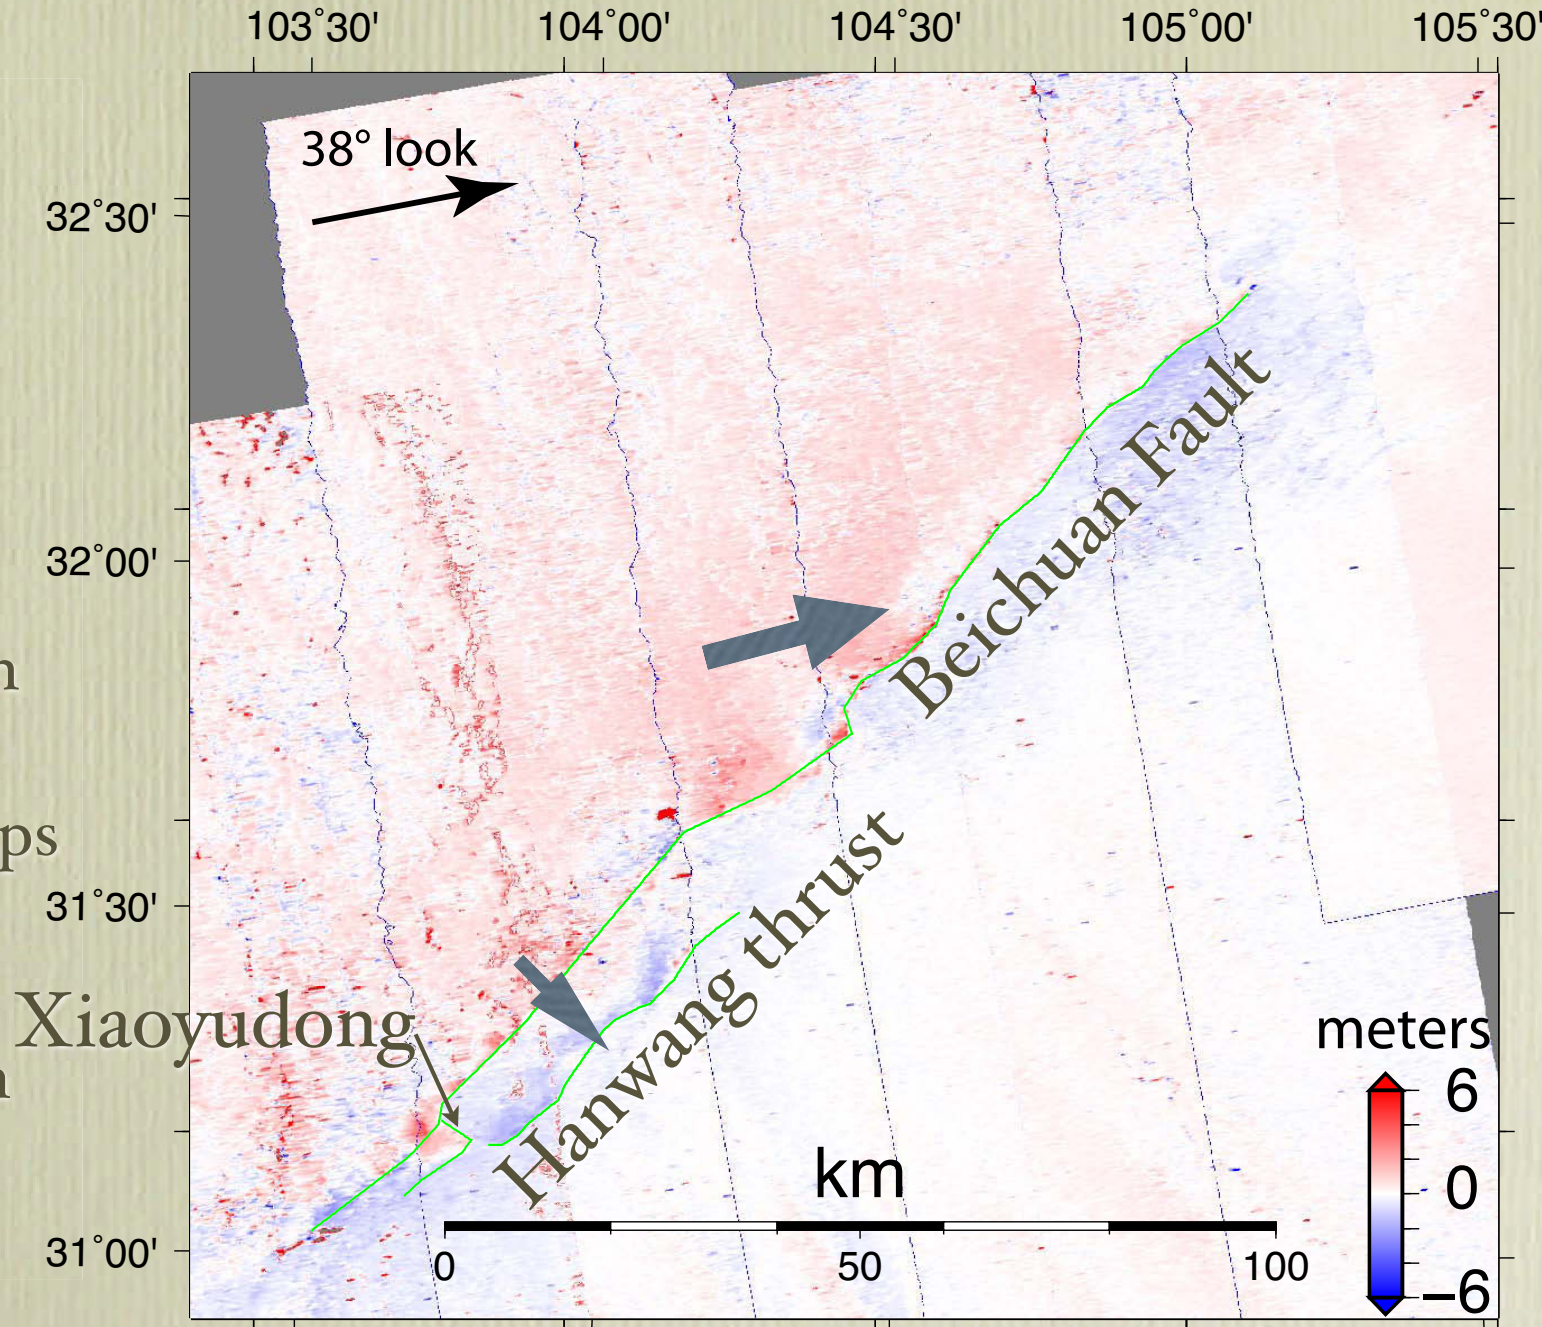 103˚30'
104˚00'
104˚30'
105˚00'
105˚30'
38° look
32˚30'
32˚00'
31˚30'
31˚00'
Beichuan Fault
Hanwang thrust
Xiaoyudong
n
ps
n
km
0
50
100
meters
6
0
−6